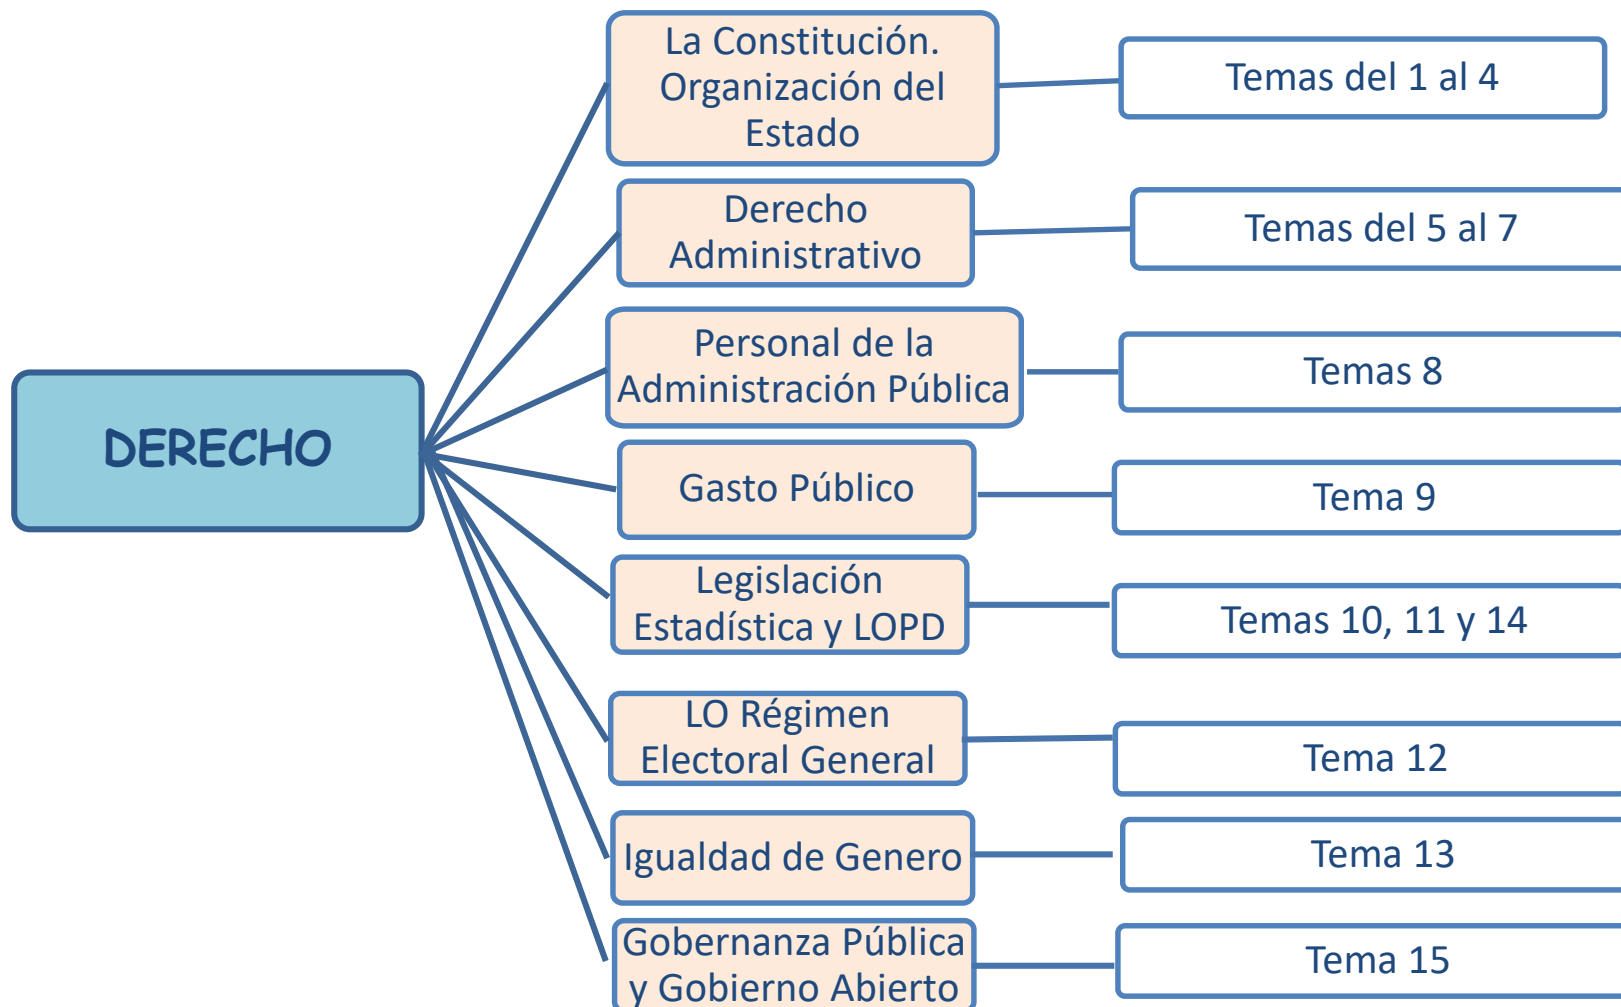 La Constitución.
Organización del
Estado
Temas del 1 al 4
Derecho
Administrativo
Temas del 5 al 7
Personal de la
Administración Pública
Temas 8
DERECHO
Gasto Público
Tema 9
Legislación
Estadística y LOPD
Temas 10, 11 y 14
LO Régimen
Electoral General
Tema 12
Igualdad de Genero
Tema 13
Gobernanza Pública
y Gobierno Abierto
Tema 15